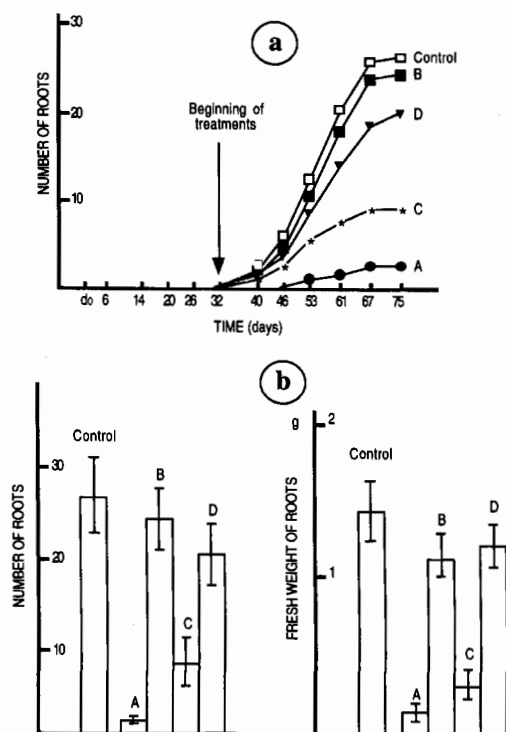 a
NUMBER OF ROOTS
30
20
10
Beginning of
treatments
Control
B
D
C
A
do 6 14 20 26 32 40 46 53 61 67 75
TIME (days)
b
NUMBER OF ROOTS
30
20
10
Control
A
B
C
D
FRESH WEIGHT OF ROOTS
g
2
1
Control
A
B
C
D